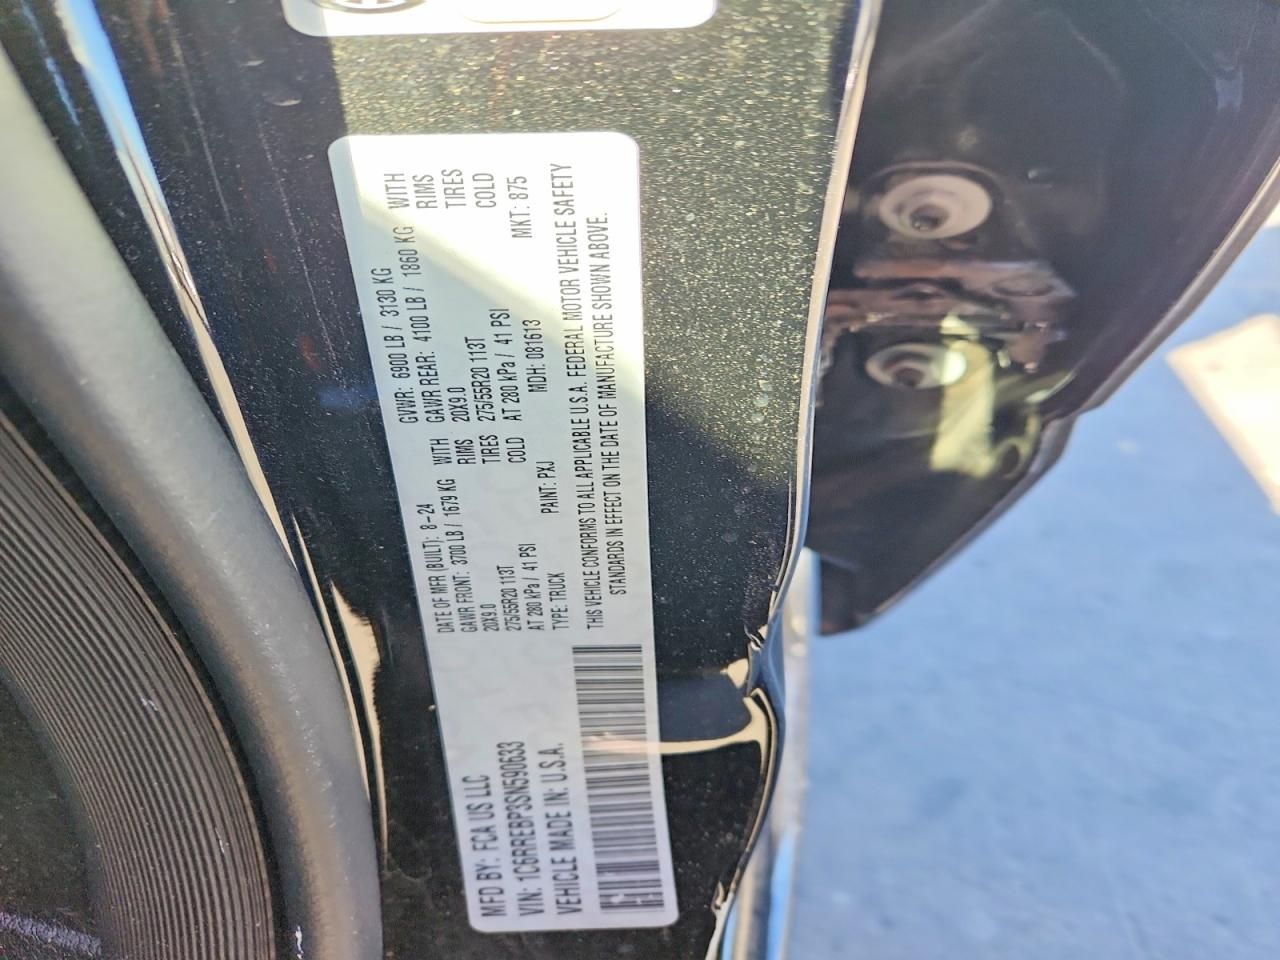 MFD BY: FCA US LLC
VIN: 1C6RREBP3SN590633
VEHICLE MADE IN: U.S.A.
DATE OF MFR (BUILT): 8-24 GVWR: 6900 LB / 3130 KG
GAWR FRONT: 3700 LB / 1679 KG WITH GAWR REAR: 4100 LB / 1860 KG WITH
20X9.0 RIMS 20X9.0 RIMS
275/55R20 113T TIRES 275/55R20 113T TIRES
AT 280 kPa / 41 PSI COLD AT 280 kPa / 41 PSI COLD
TYPE: TRUCK PAINT: PXJ MDH: 081613 MKT: 875
THIS VEHICLE CONFORMS TO ALL APPLICABLE U.S.A. FEDERAL MOTOR VEHICLE SAFETY
STANDARDS IN EFFECT ON THE DATE OF MANUFACTURE SHOWN ABOVE.